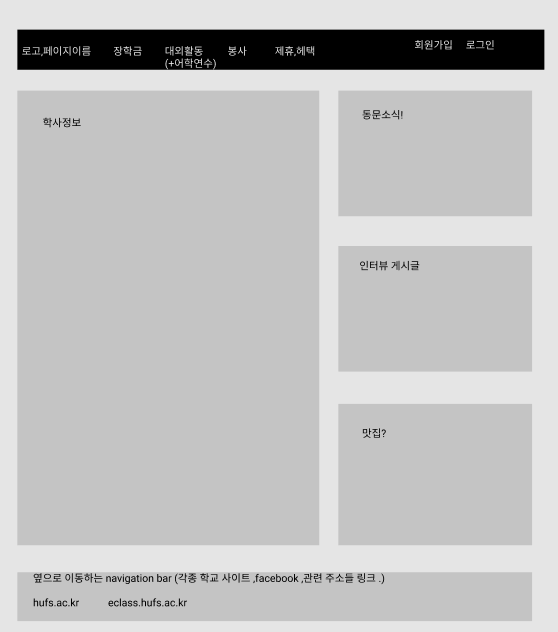 로고,페이지이름 장학금 대외활동 봉사 제휴,헤택 회원가입 로그인
(+어학연수)
학사정보
동문소식!
인터뷰 게시글
맛집?
옆으로 이동하는 navigation bar (각종 학교 사이트 ,facebook ,관련 주소들 링크 .)
hufs.ac.kr eclass.hufs.ac.kr